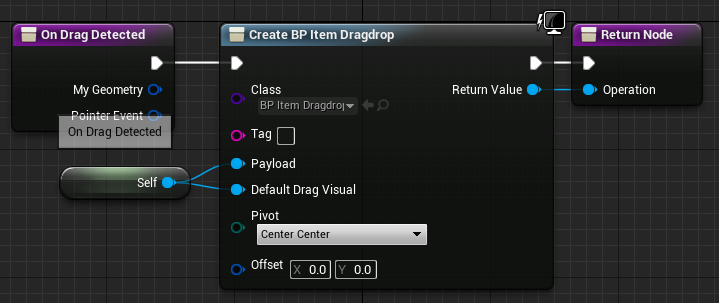 On Drag Detected
Create BP Item Dragdrop
Return Node
Class
BP Item Dragdrop
Return Value
Operation
My Geometry
Pointer Event
On Drag Detected
Tag
Payload
Self
Default Drag Visual
Pivot
Center Center
Offset X 0.0 Y 0.0